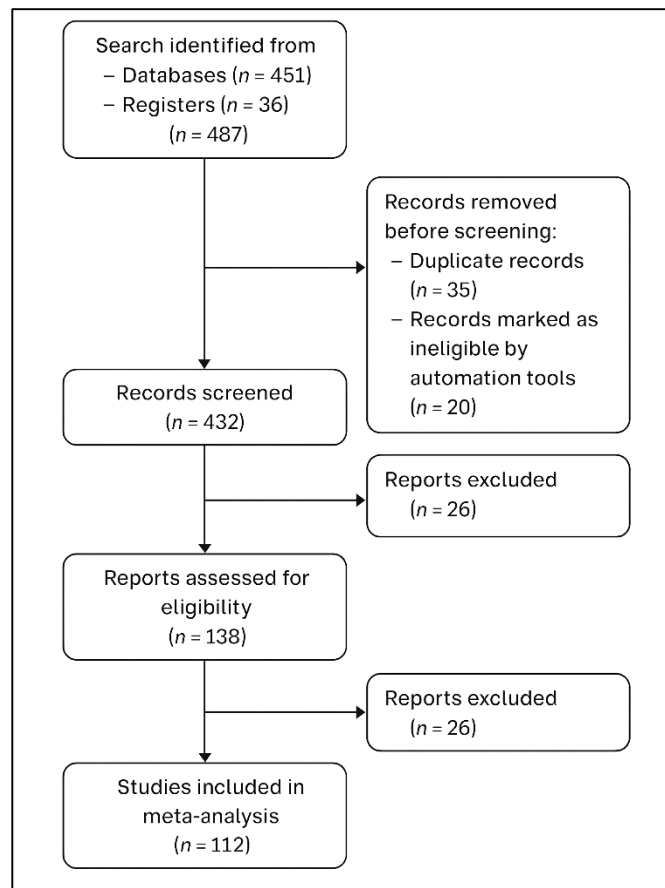 Search identified from
– Databases (n = 451)
– Registers (n = 36)
(n = 487)
Records removed
before screening:
– Duplicate records
(n = 35)
– Records marked as
ineligible by
automation tools
(n = 20)
Records screened
(n = 432)
Reports excluded
(n = 26)
Reports assessed for
eligibility
(n = 138)
Reports excluded
(n = 26)
Studies included in
meta-analysis
(n = 112)